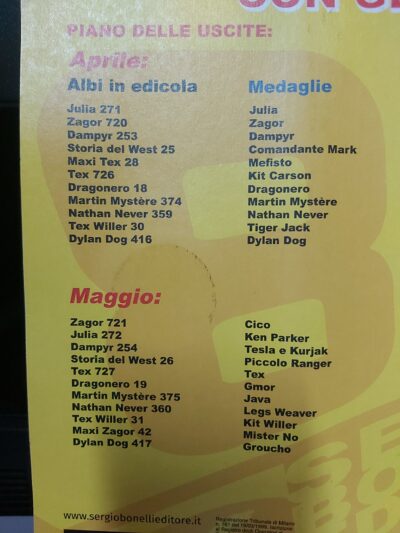 PIANO DELLE USCITE:
Aprile:
Albi in edicola Medaglie
Julia 271 Julia
Zagor 720 Zagor
Dampyr 253 Dampyr
Storia del West 25 Comandante Mark
Maxi Tex 28 Mefisto
Tex 726 Kit Carson
Dragonero 18 Dragonero
Martin Mystère 374 Martin Mystère
Nathan Never 359 Nathan Never
Tex Willer 30 Tiger Jack
Dylan Dog 416 Dylan Dog
Maggio:
Zagor 721 Cico
Julia 272 Ken Parker
Dampyr 254 Tesla e Kurjak
Storia del West 26 Piccolo Ranger
Tex 727 Tex
Dragonero 19 Gmor
Martin Mystère 375 Java
Nathan Never 360 Legs Weaver
Tex Willer 31 Kit Willer
Maxi Zagor 42 Mister No
Dylan Dog 417 Groucho
www.sergiobonellieditore.it
Registrazione Tribunale di Milano